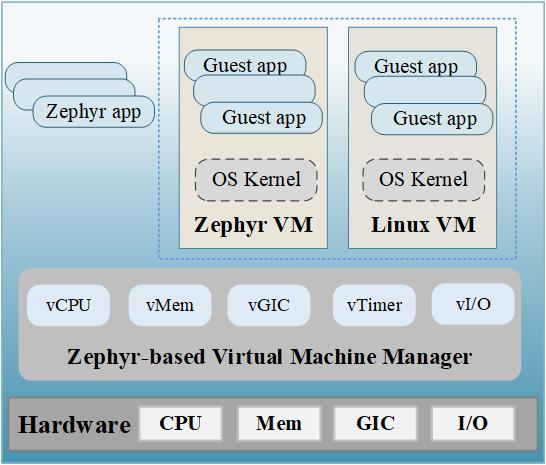 Guest app
Guest app
Zephyr app
Guest app
Guest app
OS Kernel
OS Kernel
Zephyr VM
Linux VM
vCPU
vMem
vGIC
vTimer
vI/O
Zephyr-based Virtual Machine Manager
Hardware
CPU
Mem
GIC
I/O